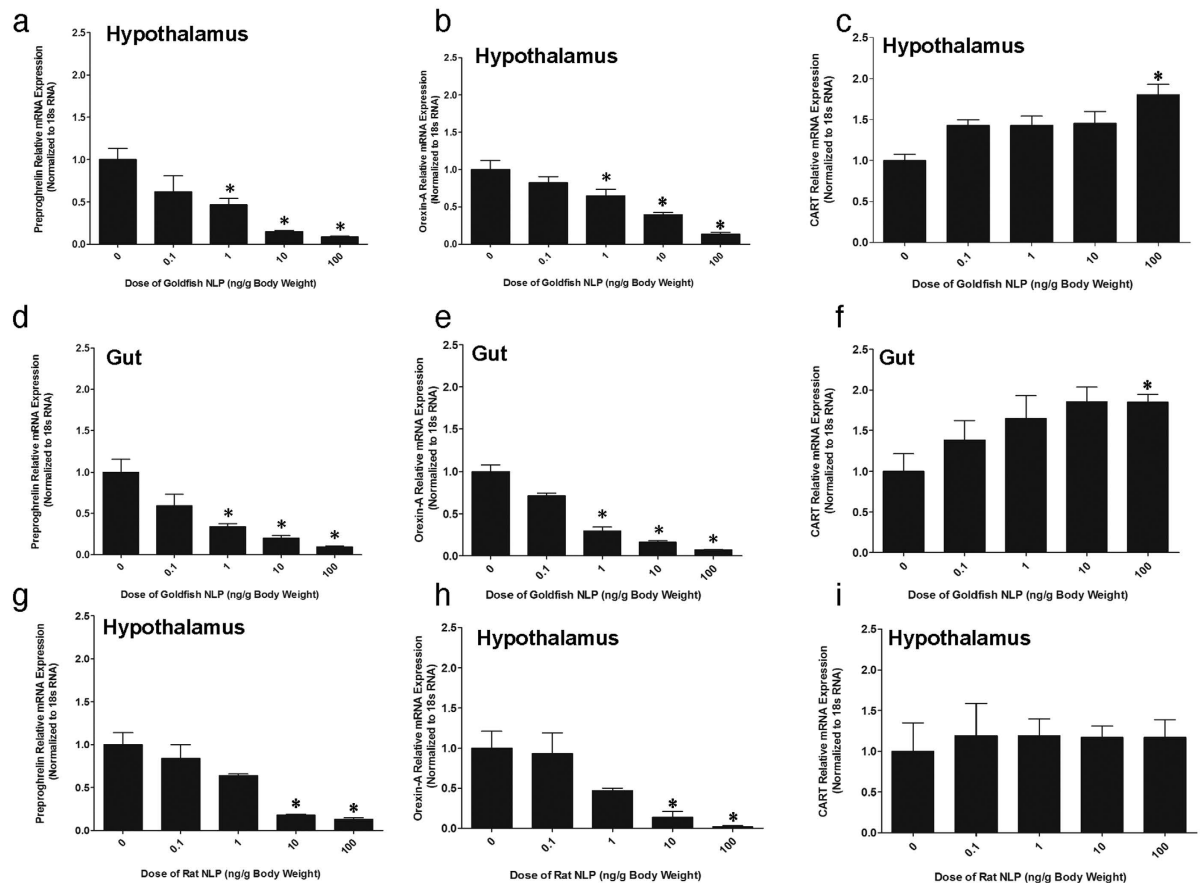 a
Hypothalamus
Preproghrelin Relative mRNA Expression
(Normalized to 18s RNA)
2.5
2.0
1.5
1.0
0.5
0.0
* * *
0 0.1 1 10 100
Dose of Goldfish NLP (ng/g Body Weight)
b
Hypothalamus
Orexin-A Relative mRNA Expression
(Normalized to 18s RNA)
2.5
2.0
1.5
1.0
0.5
0.0
* * *
0 0.1 1 10 100
Dose of Goldfish NLP (ng/g Body Weight)
c
Hypothalamus
CART Relative mRNA Expression
(Normalized to 18s RNA)
2.5
2.0
1.5
1.0
0.5
0.0
*
0 0.1 1 10 100
Dose of Goldfish NLP (ng/g Body Weight)
d
Gut
Preproghrelin Relative mRNA Expression
(Normalized to 18s RNA)
2.5
2.0
1.5
1.0
0.5
0.0
* * *
0 0.1 1 10 100
Dose of Goldfish NLP (ng/g Body Weight)
e
Gut
Orexin-A Relative mRNA Expression
(Normalized to 18s RNA)
2.5
2.0
1.5
1.0
0.5
0.0
* * *
0 0.1 1 10 100
Dose of Goldfish NLP (ng/g Body Weight)
f
Gut
CART Relative mRNA Expression
(Normalized to 18s RNA)
2.5
2.0
1.5
1.0
0.5
0.0
*
0 0.1 1 10 100
Dose of Goldfish NLP (ng/g Body Weight)
g
Hypothalamus
Preproghrelin Relative mRNA Expression
(Normalized to 18s RNA)
2.5
2.0
1.5
1.0
0.5
0.0
* *
0 0.1 1 10 100
Dose of Rat NLP (ng/g Body Weight)
h
Hypothalamus
Orexin-A Relative mRNA Expression
(Normalized to 18s RNA)
2.5
2.0
1.5
1.0
0.5
0.0
* *
0 0.1 1 10 100
Dose of Rat NLP (ng/g Body Weight)
i
Hypothalamus
CART Relative mRNA Expression
(Normalized to 18s RNA)
2.5
2.0
1.5
1.0
0.5
0.0
0 0.1 1 10 100
Dose of Rat NLP (ng/g Body Weight)